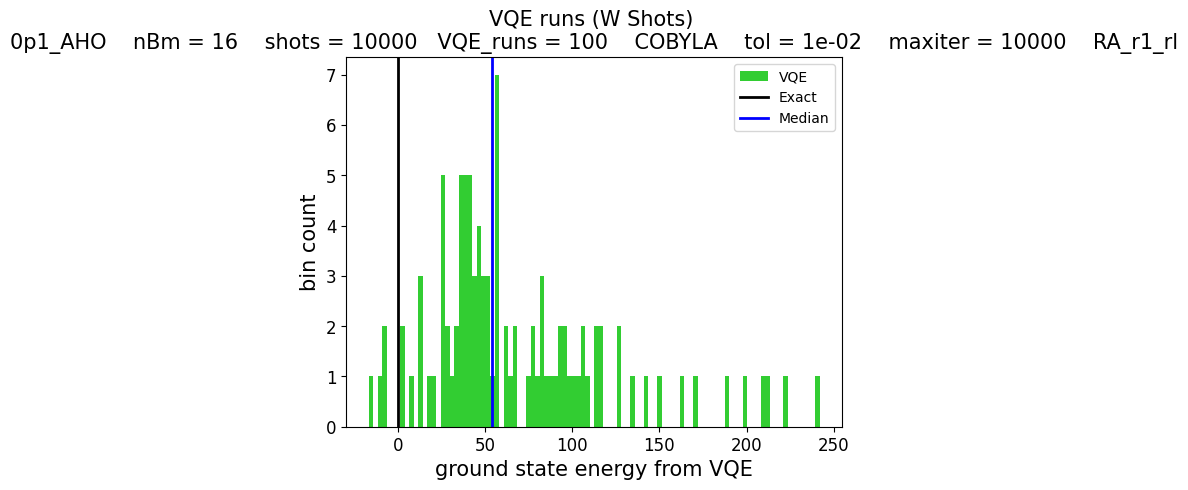 VQE runs (W Shots)
0p1_AHO    nBm = 16    shots = 10000   VQE_runs = 100    COBYLA    tol = 1e-02    maxiter = 10000    RA_r1_rl
7
6
5
4
3
2
1
0
bin count
VQE
Exact
Median
0 50 100 150 200 250
ground state energy from VQE